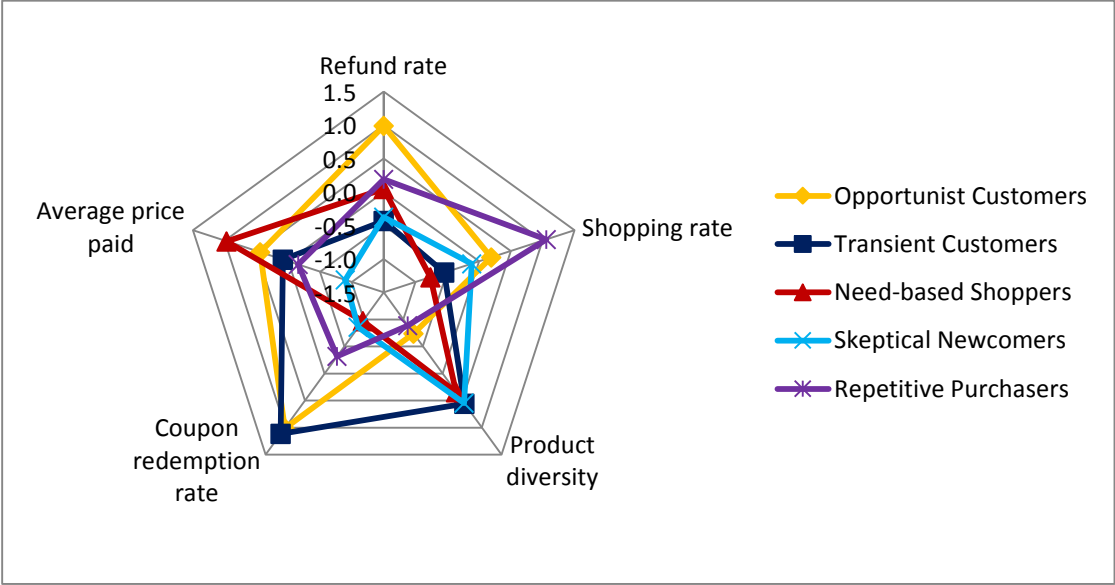 Refund rate
1.5
1.0
0.5
0.0
-0.5
-1.0
1.5
Shopping rate
Product
diversity
Coupon
redemption
rate
Average price
paid
Opportunist Customers
Transient Customers
Need-based Shoppers
Skeptical Newcomers
Repetitive Purchasers